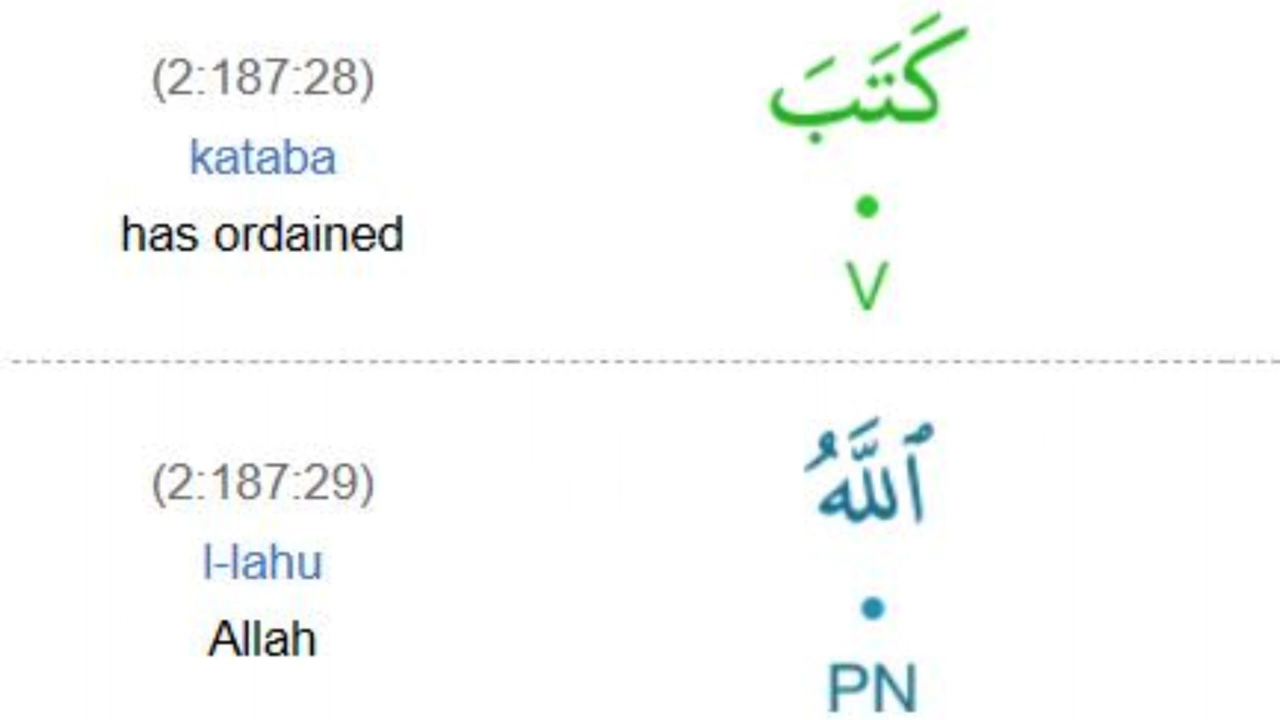 (2:187:28)
kataba
has ordained
كَتَبَ
V
(2:187:29)
l-lahu
Allah
ٱللَّهُ
PN